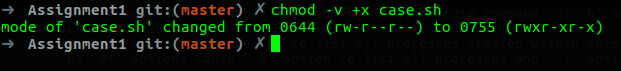 → Assignment1 git:(master) ✗ chmod -v +x case.sh
mode of 'case.sh' changed from 0644 (rw-r--r--) to 0755 (rwxr-xr-x)
→ Assignment1 git:(master) ✗